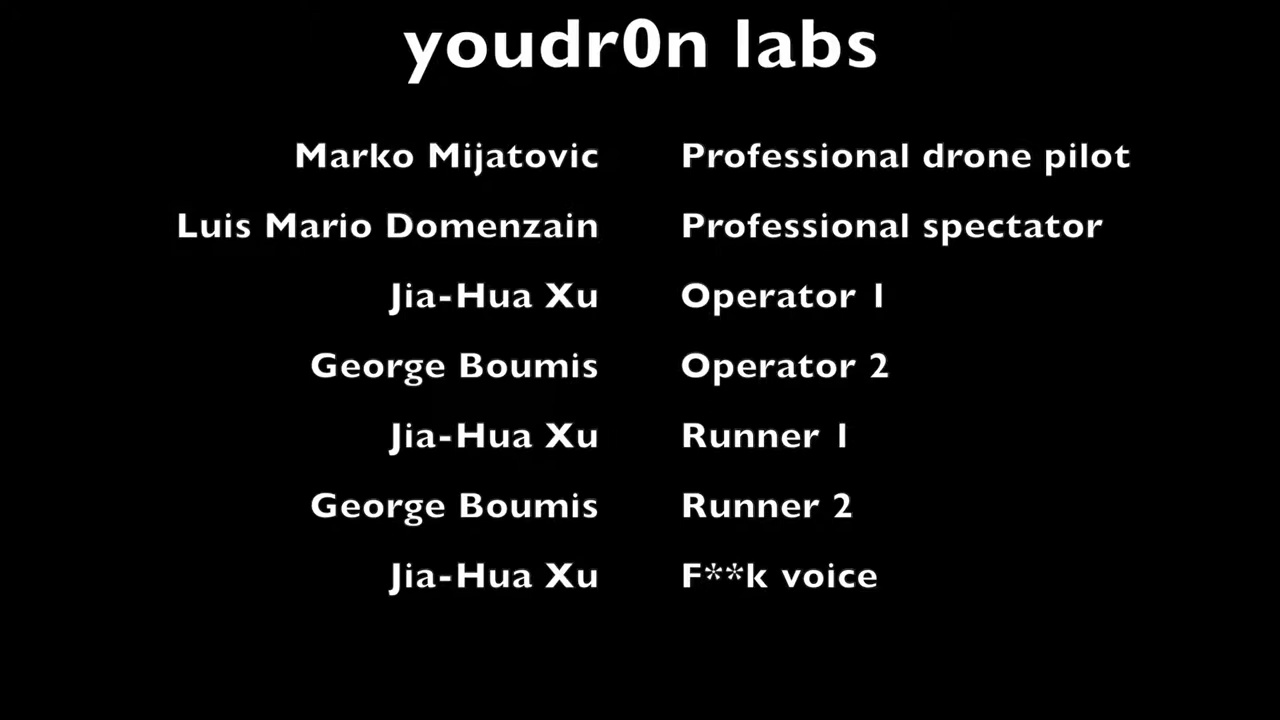 youdr0n labs
Marko Mijatovic Professional drone pilot
Luis Mario Domenzain Professional spectator
Jia-Hua Xu Operator 1
George Boumis Operator 2
Jia-Hua Xu Runner 1
George Boumis Runner 2
Jia-Hua Xu F**k voice